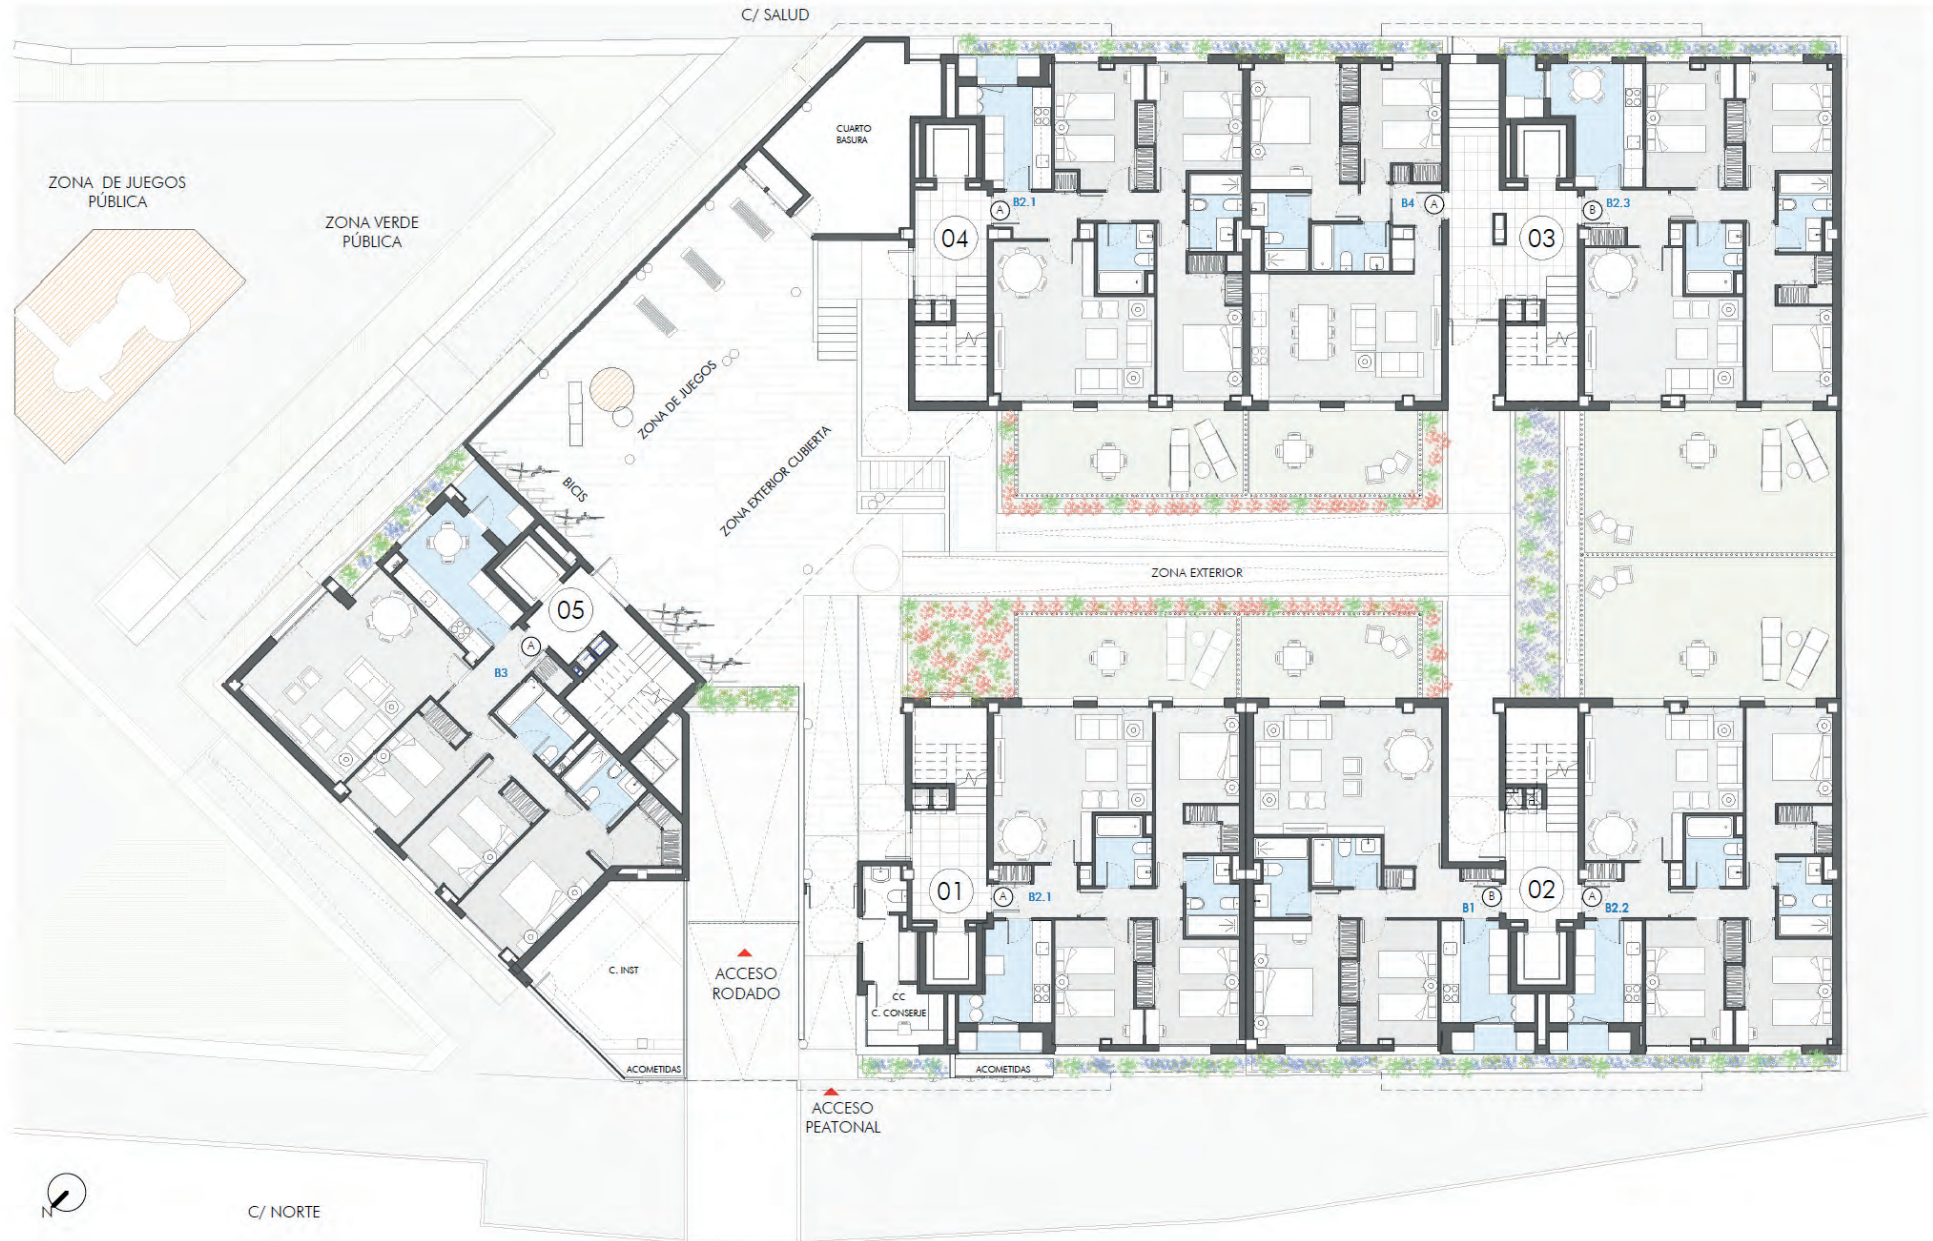 C/ SALUD
CUARTO
BASURA
ZONA DE JUEGOS
PÚBLICA
ZONA VERDE
PÚBLICA
04
A
B2.1
B4
A
03
B
B2.3
ZONA DE JUEGOS
ZONA EXTERIOR CUBIERTA
BICIS
ZONA EXTERIOR
05
A
B3
01
A
B2.1
B1
B
02
A
B2.2
C. INST
ACCESO
RODADO
CC
C. CONSERJE
ACOMETIDAS
ACOMETIDAS
ACCESO
PEATONAL
N
C/ NORTE